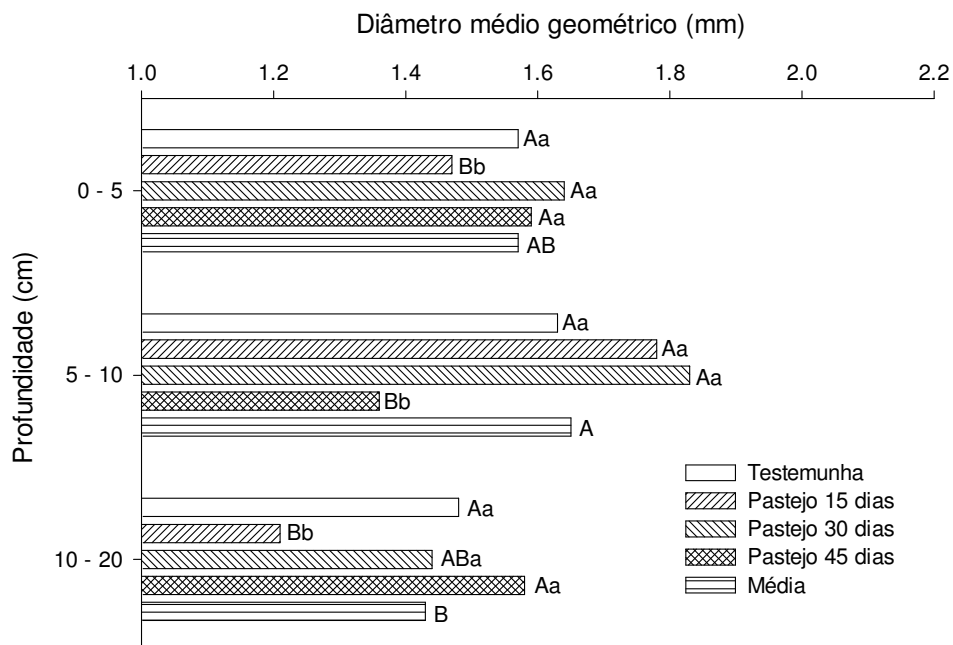 Diâmetro médio geométrico (mm)
1.0 1.2 1.4 1.6 1.8 2.0 2.2
Profundidade (cm)
Aa
Bb
0 - 5 Aa
Aa
AB
Aa
Aa
5 - 10 Aa
Bb
A
Aa
Bb
10 - 20 ABa
Aa
B
Testemunha
Pastejo 15 dias
Pastejo 30 dias
Pastejo 45 dias
Média